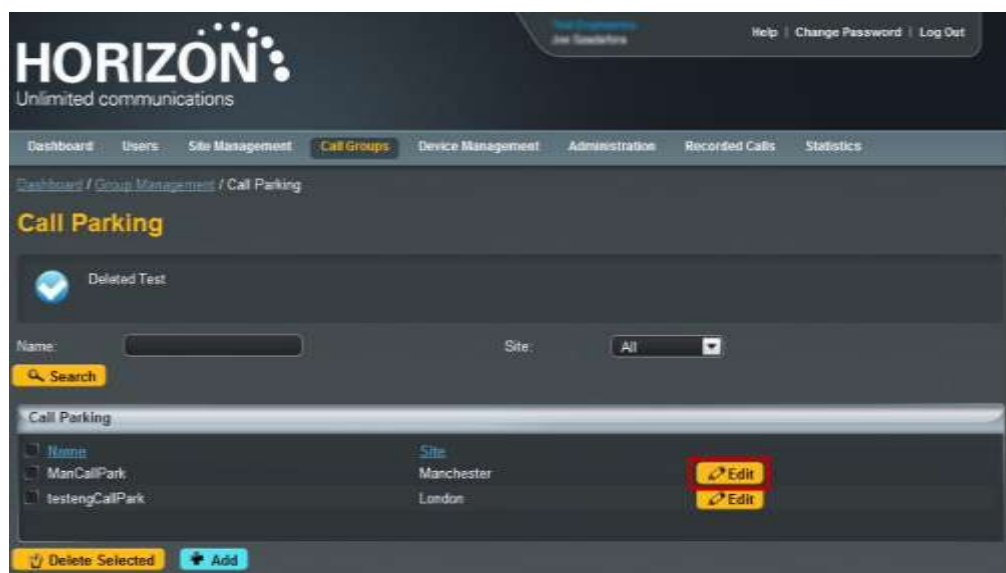 HORIZON
Unlimited communications
Help | Change Password | Log Out
Dashboard Users Site Management Call Groups Device Management Administration Recorded Calls Statistics
Dashboard / Group Management / Call Parking
Call Parking
Deleted Test
Name: Site: All
Search
Call Parking
Name Site
ManCallPark Manchester Edit
testengCallPark London Edit
Delete Selected Add